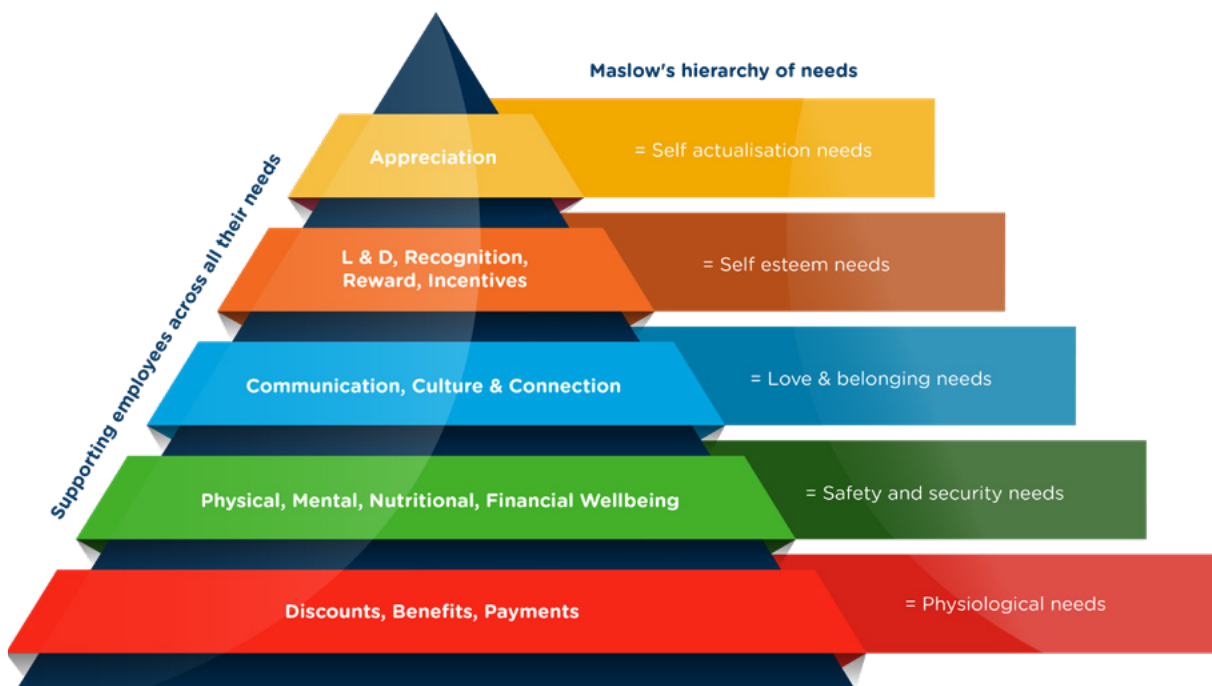 Maslow's hierarchy of needs
Supporting employees across all their needs
Appreciation
= Self actualisation needs
L & D, Recognition,
Reward, Incentives
= Self esteem needs
Communication, Culture & Connection
= Love & belonging needs
Physical, Mental, Nutritional, Financial Wellbeing
= Safety and security needs
Discounts, Benefits, Payments
= Physiological needs